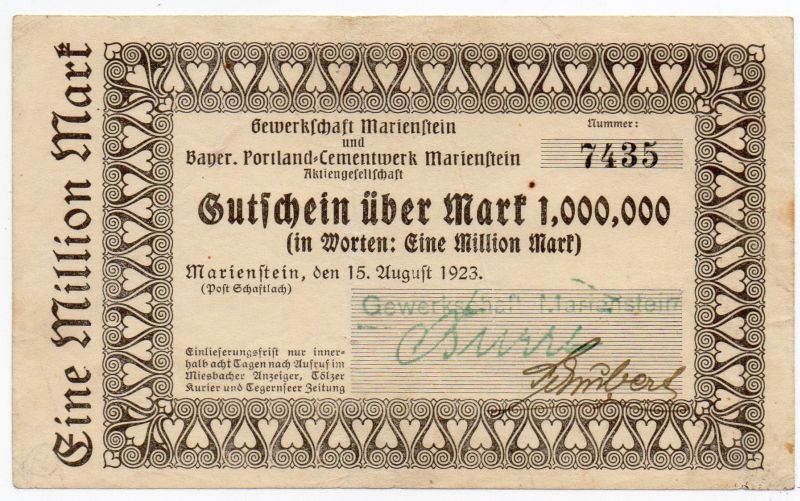 Eine Million Mark
Gewerkschaft Marienstein
und
Bayer. Portland-Cementwerk Marienstein
Aktiengesellschaft
Nummer:
7435
Gutschein über Mark 1,000,000
(in Worten: Eine Million Mark)
Marienstein, den 15. August 1923.
(Post Schaftlach)
Gewerkschaft Marienstein
Einlieferungsfrist nur inner-
halb acht Tagen nach Aufruf im
Miesbacher Anzeiger, Tölzer
Kurier und Tegernseer Zeitung